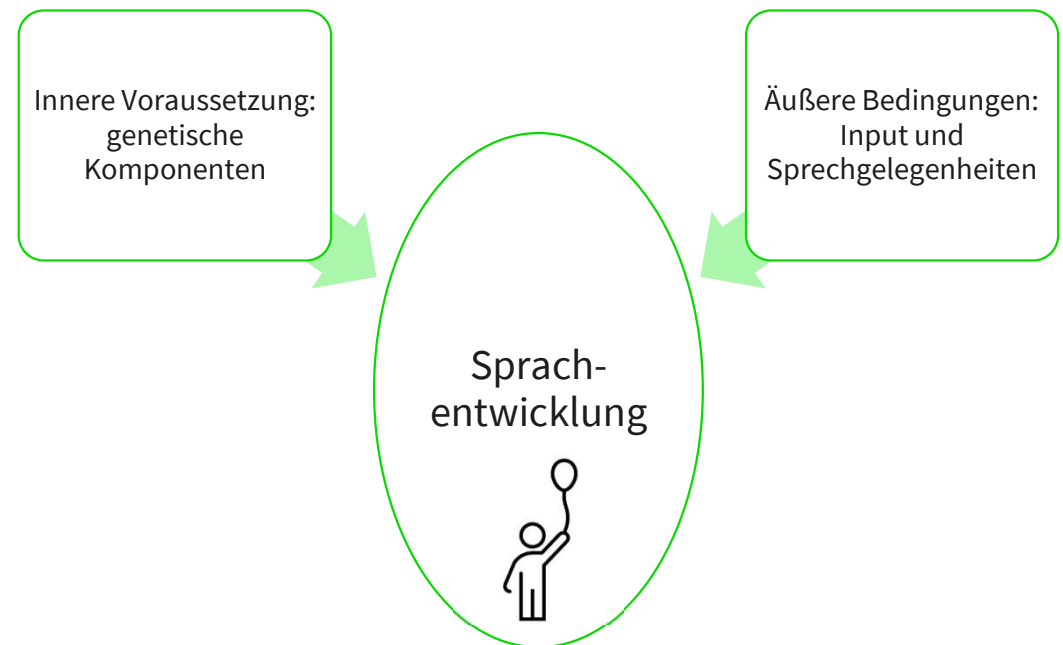 Innere Voraussetzung:
genetische
Komponenten
Äußere Bedingungen:
Input und
Sprechgelegenheiten
Sprach-
entwicklung